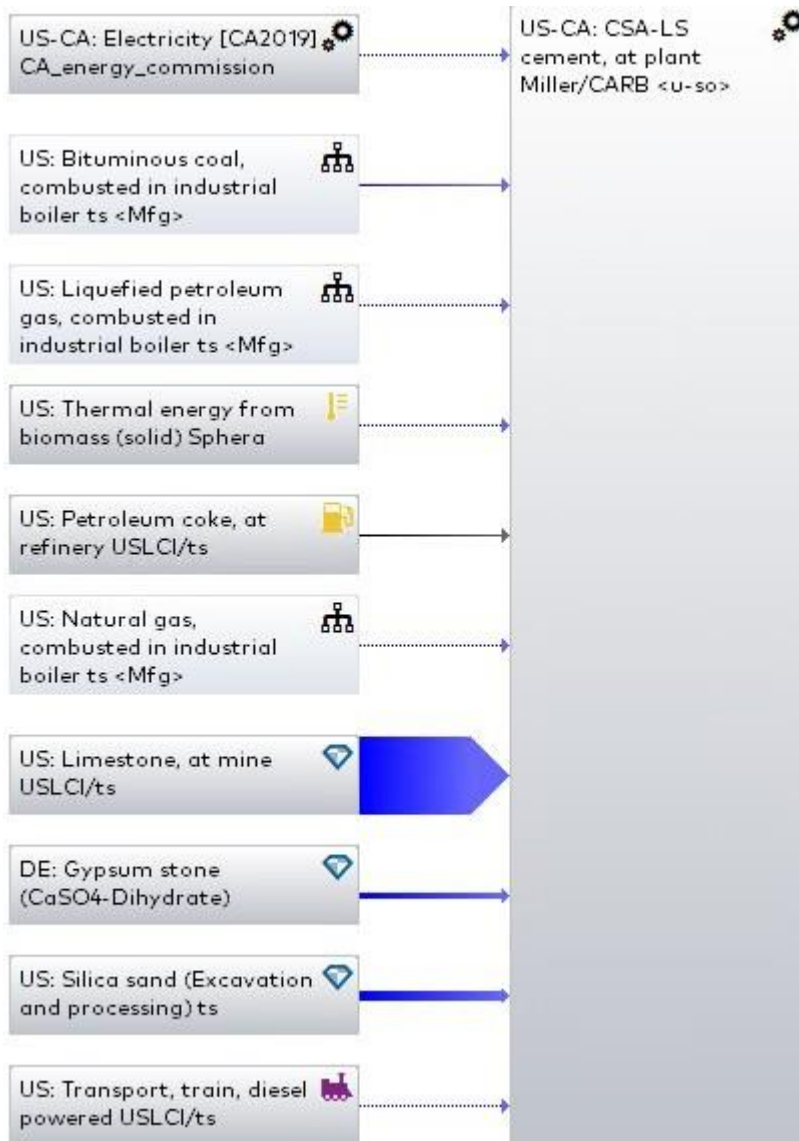 US-CA: Electricity [CA2019]
CA_energy_commission
US-CA: CSA-LS
cement, at plant
Miller/CARB <u-so>
US: Bituminous coal,
combusted in industrial
boiler ts <Mfg>
US: Liquefied petroleum
gas, combusted in
industrial boiler ts <Mfg>
US: Thermal energy from
biomass (solid) Sphera
US: Petroleum coke, at
refinery USLCI/ts
US: Natural gas,
combusted in industrial
boiler ts <Mfg>
US: Limestone, at mine
USLCI/ts
DE: Gypsum stone
(CaSO4-Dihydrate)
US: Silica sand (Excavation
and processing) ts
US: Transport, train, diesel
powered USLCI/ts